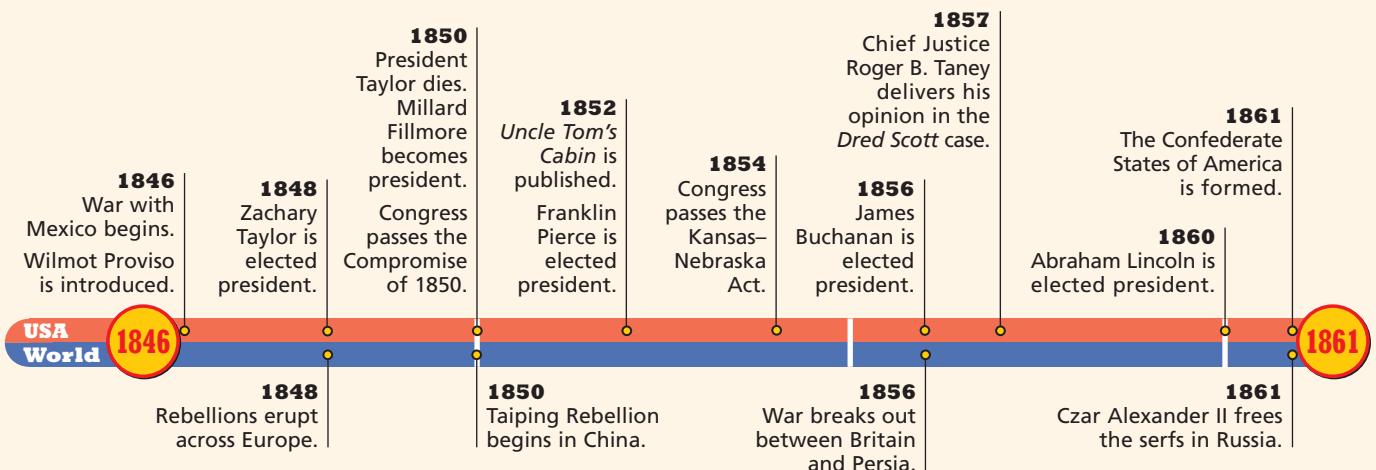 1846
War with
Mexico begins.
Wilmot Proviso
is introduced.
1848
Zachary
Taylor is
elected
president.
1850
President
Taylor dies.
Millard
Fillmore
becomes
president.
Congress
passes the
Compromise
of 1850.
1852
Uncle Tom's
Cabin is
published.
Franklin
Pierce is
elected
president.
1854
Congress
passes the
Kansas–
Nebraska
Act.
1856
James
Buchanan is
elected
president.
1857
Chief Justice
Roger B. Taney
delivers his
opinion in the
Dred Scott case.
1860
Abraham Lincoln is
elected president.
1861
The Confederate
States of America
is formed.
USA
World
1846
1861
1848
Rebellions erupt
across Europe.
1850
Taiping Rebellion
begins in China.
1856
War breaks out
between Britain
and Persia.
1861
Czar Alexander II frees
the serfs in Russia.